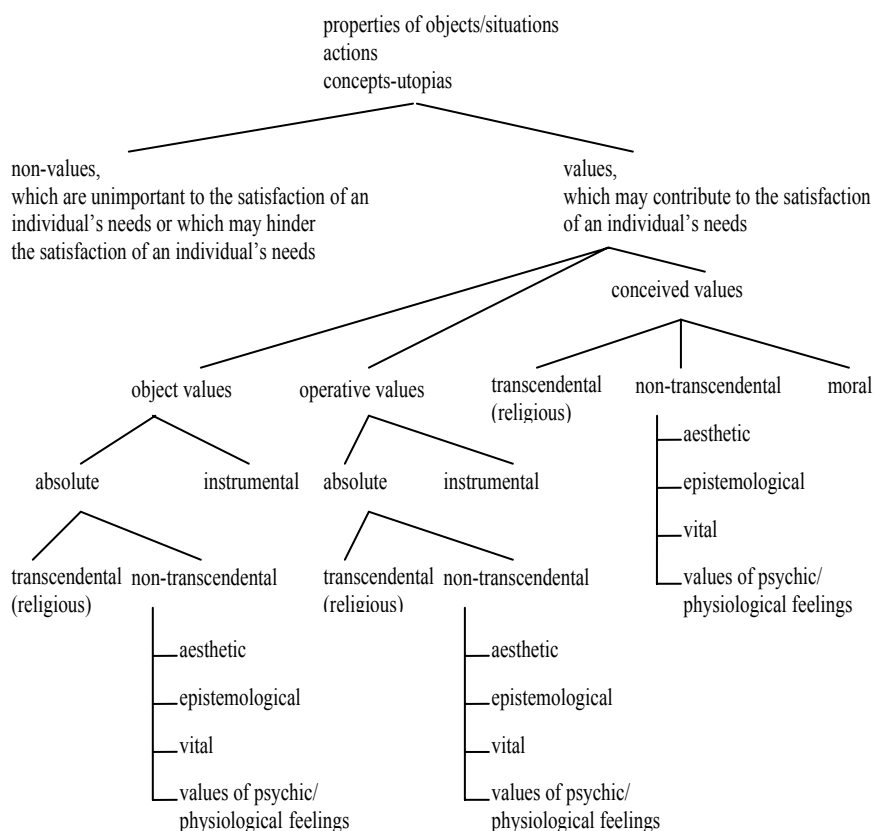 properties of objects/situations
actions
concepts-utopias
non-values,
which are unimportant to the satisfaction of an
individual's needs or which may hinder
the satisfaction of an individual's needs
values,
which may contribute to the satisfaction
of an individual's needs
conceived values
object values
operative values
transcendental
(religious)
non-transcendental
moral
aesthetic
epistemological
vital
values of psychic/
physiological feelings
absolute
instrumental
absolute
instrumental
transcendental
(religious)
non-transcendental
transcendental
(religious)
non-transcendental
aesthetic
epistemological
vital
values of psychic/
physiological feelings
aesthetic
epistemological
vital
values of psychic/
physiological feelings